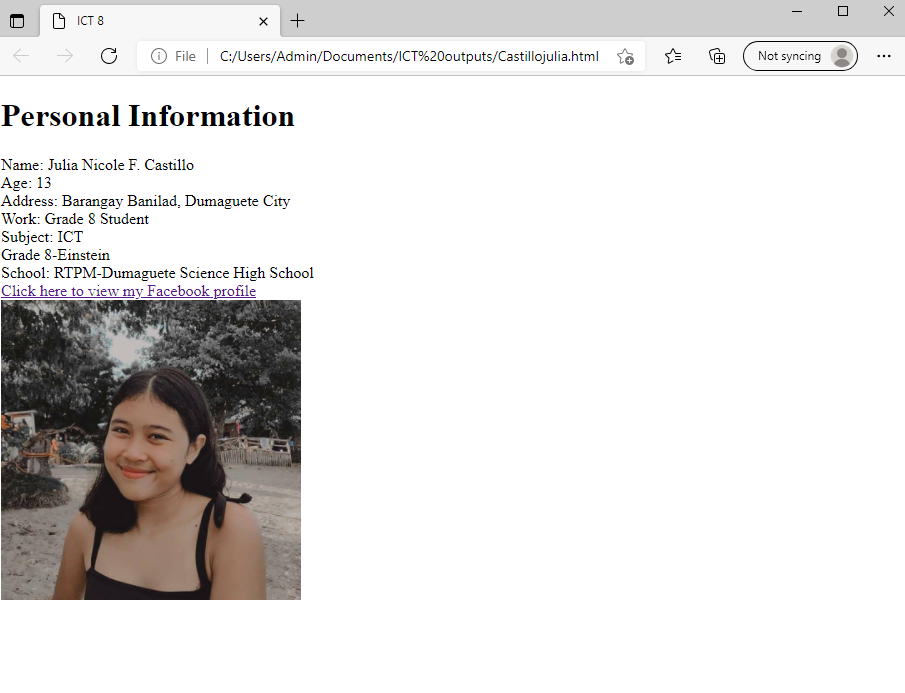 ICT 8
File
C:/Users/Admin/Documents/ICT%20outputs/Castillojulia.html
Not syncing
Personal Information
Name: Julia Nicole F. Castillo
Age: 13
Address: Barangay Banilad, Dumaguete City
Work: Grade 8 Student
Subject: ICT
Grade 8-Einstein
School: RTPM-Dumaguete Science High School
Click here to view my Facebook profile